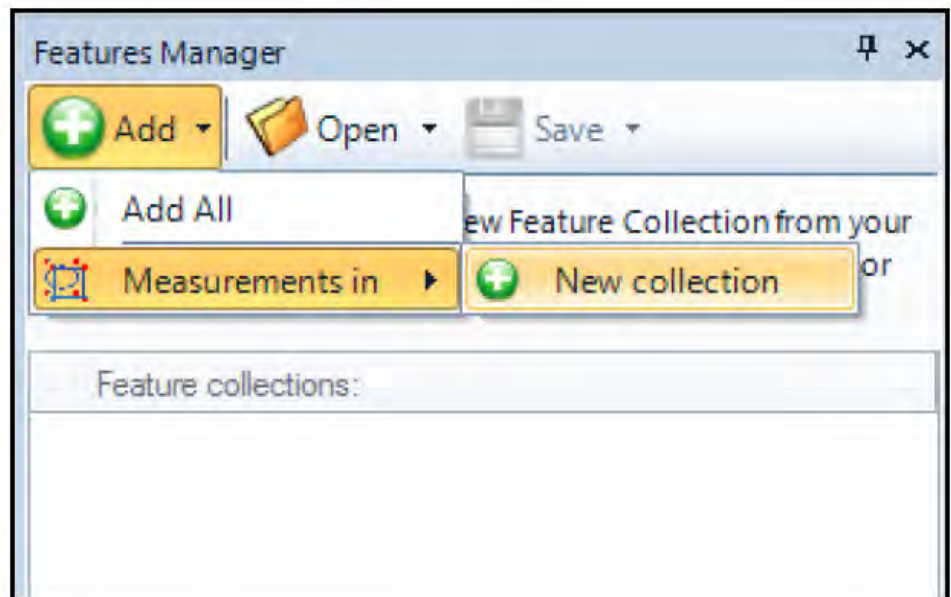 Features Manager
Add Open Save
Add All
ew Feature Collection from your
Measurements in New collection or
Feature collections: